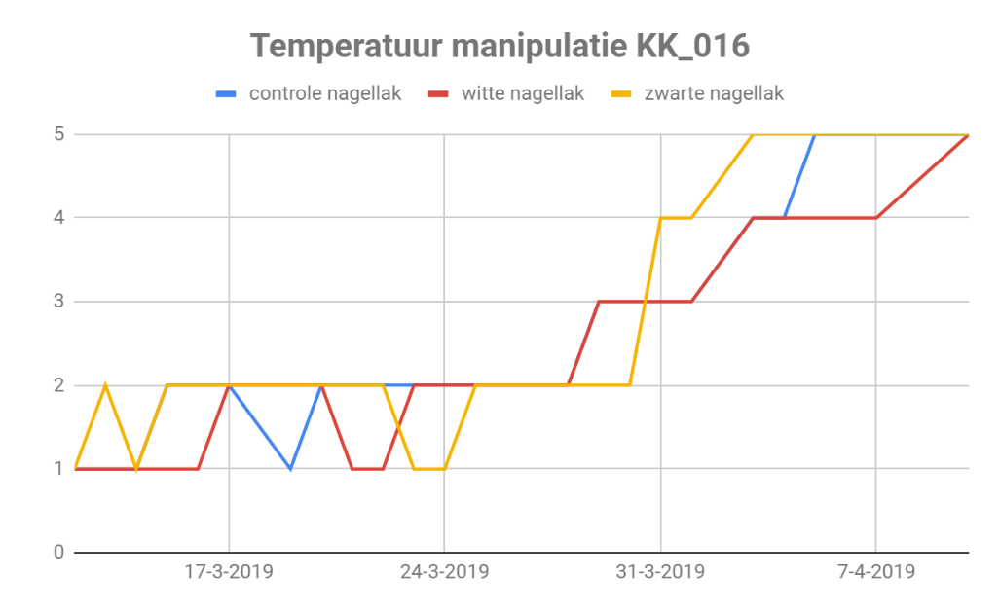 Temperatuur manipulatie KK_016
controle nagellak witte nagellak zwarte nagellak
5
4
3
2
1
0
17-3-2019 24-3-2019 31-3-2019 7-4-2019